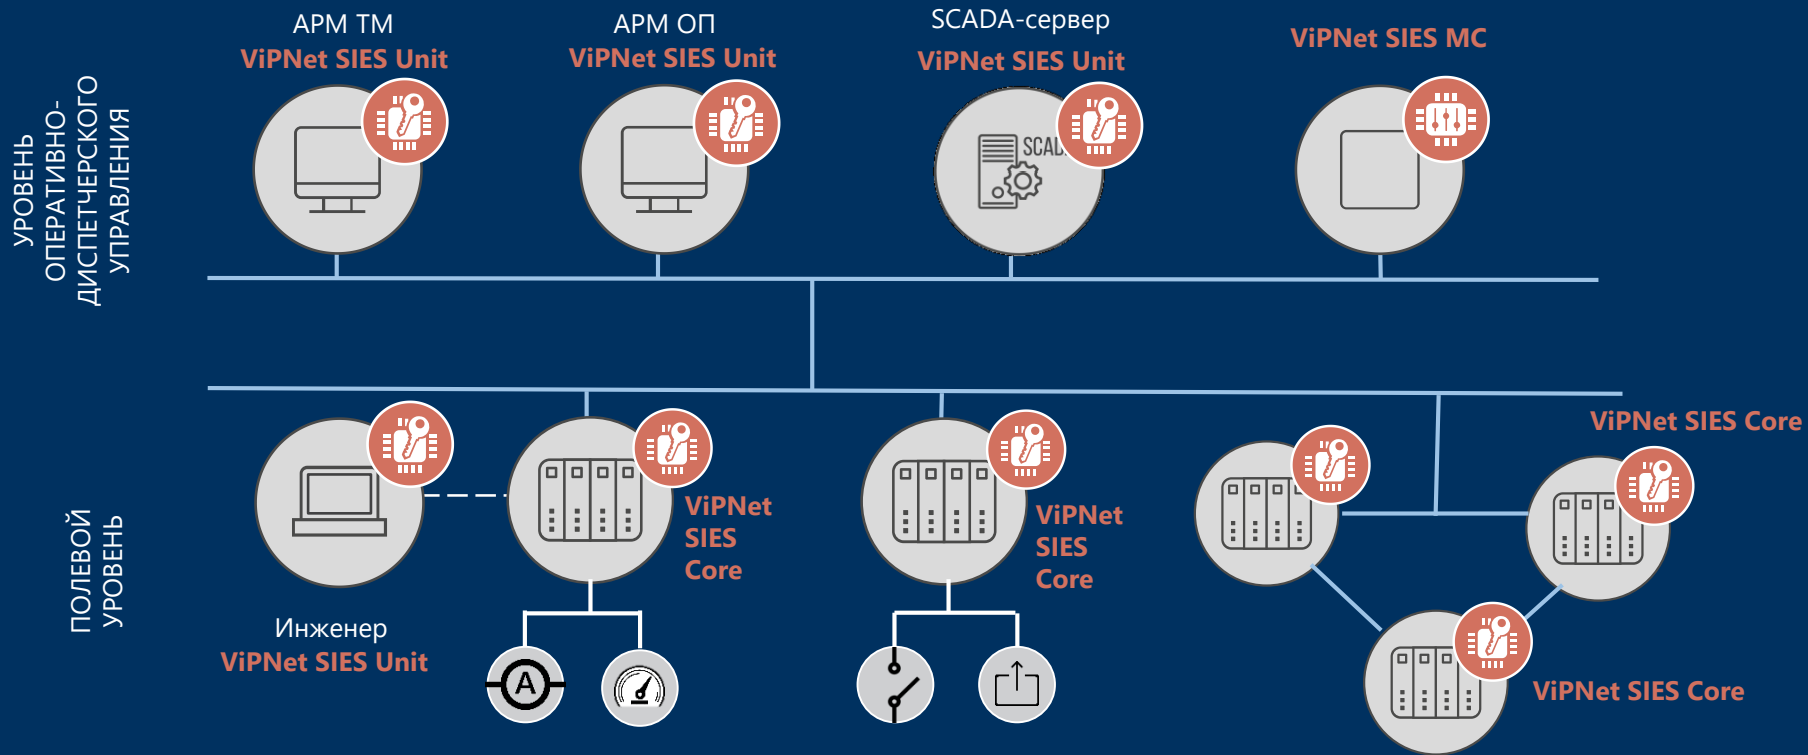 УРОВЕНЬ
ОПЕРАТИВНО-
ДИСПЕТЧЕРСКОГО
УПРАВЛЕНИЯ
АРМ ТМ
ViPNet SIES Unit
АРМ ОП
ViPNet SIES Unit
SCADA-сервер
ViPNet SIES Unit
SCAD
ViPNet SIES MC
ПОЛЕВОЙ
УРОВЕНЬ
Инженер
ViPNet SIES Unit
ViPNet
SIES
Core
A
ViPNet
SIES
Core
ViPNet SIES Core
ViPNet SIES Core